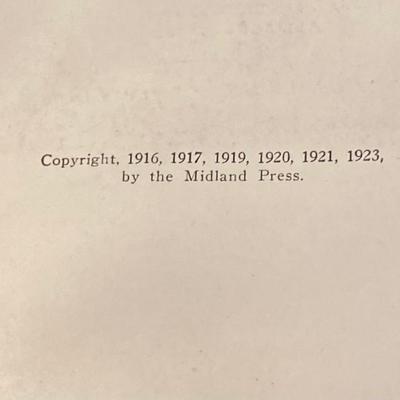 Copyright, 1916, 1917, 1919, 1920, 1921, 1923,
by the Midland Press.